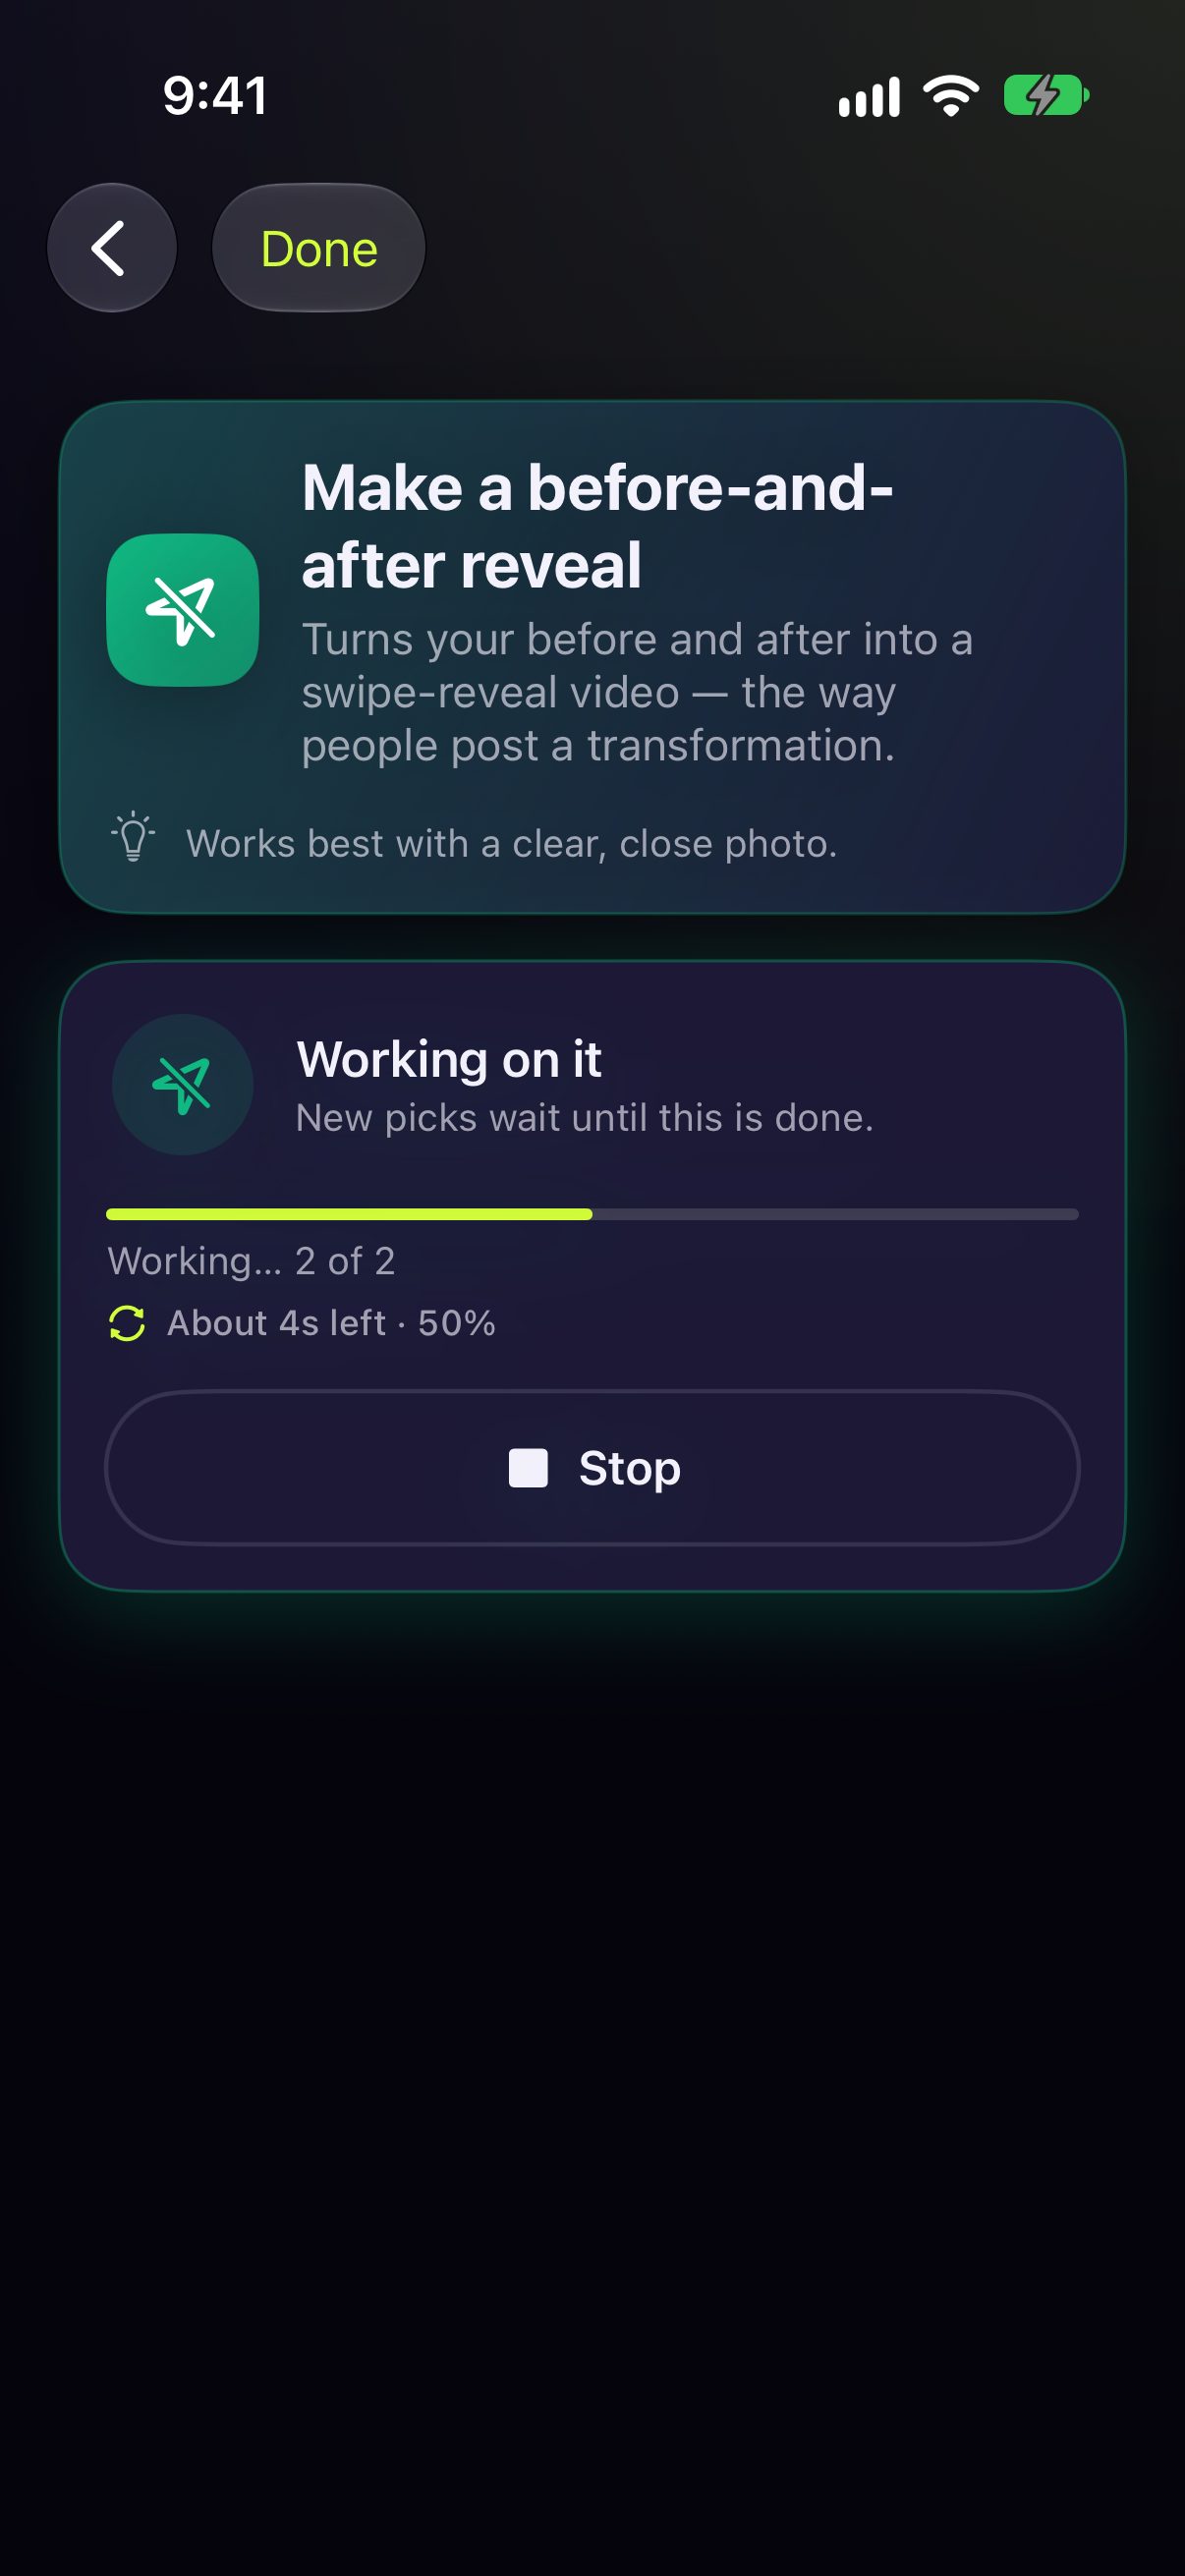 9:41
Done
Make a before-and-
after reveal
Turns your before and after into a
swipe-reveal video — the way
people post a transformation.
Works best with a clear, close photo.
Working on it
New picks wait until this is done.
Working... 2 of 2
About 4s left · 50%
Stop